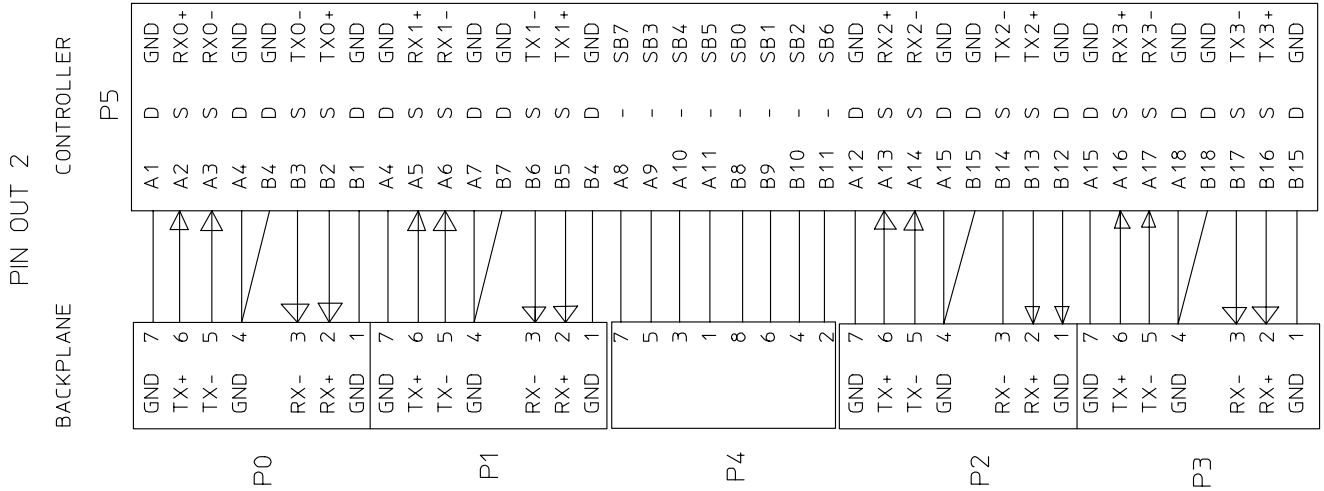 PIN OUT 2
BACKPLANE CONTROLLER
P5
GND 7 A1 D GND
TX+ 6 A2 S RX0+
TX- 5 A3 S RX0-
GND 4 A4 D GND
P0 B4 D GND
RX- 3 B3 S TX0-
RX+ 2 B2 S TX0+
GND 1 B1 D GND
GND 7 A4 D GND
TX+ 6 A5 S RX1+
TX- 5 A6 S RX1-
GND 4 A7 D GND
P1 B7 D GND
RX- 3 B6 S TX1-
RX+ 2 B5 S TX1+
GND 1 B4 D GND
7 A8 - SB7
5 A9 - SB3
3 A10 - SB4
1 A11 - SB5
P4 8 B8 - SB0
6 B9 - SB1
4 B10 - SB2
2 B11 - SB6
GND 7 A12 D GND
TX+ 6 A13 S RX2+
TX- 5 A14 S RX2-
GND 4 A15 D GND
P2 B15 D GND
RX- 3 B14 S TX2-
RX+ 2 B13 S TX2+
GND 1 B12 D GND
GND 7 A15 D GND
TX+ 6 A16 S RX3+
TX- 5 A17 S RX3-
GND 4 A18 D GND
P3 B18 D GND
RX- 3 B17 S TX3-
RX+ 2 B16 S TX3+
GND 1 B15 D GND